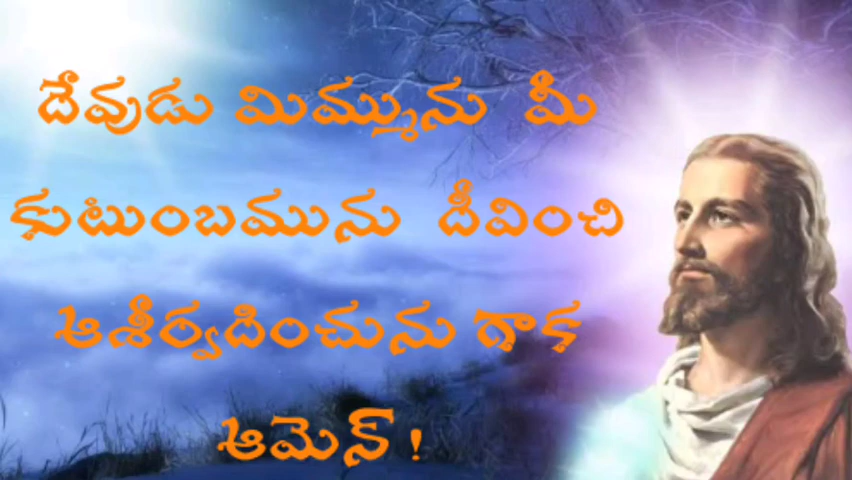 దేవుడు మిమ్మును మీ
కుటుంబమును దీవించి
ఆశీర్వదించును గాక
ఆమెన్ !